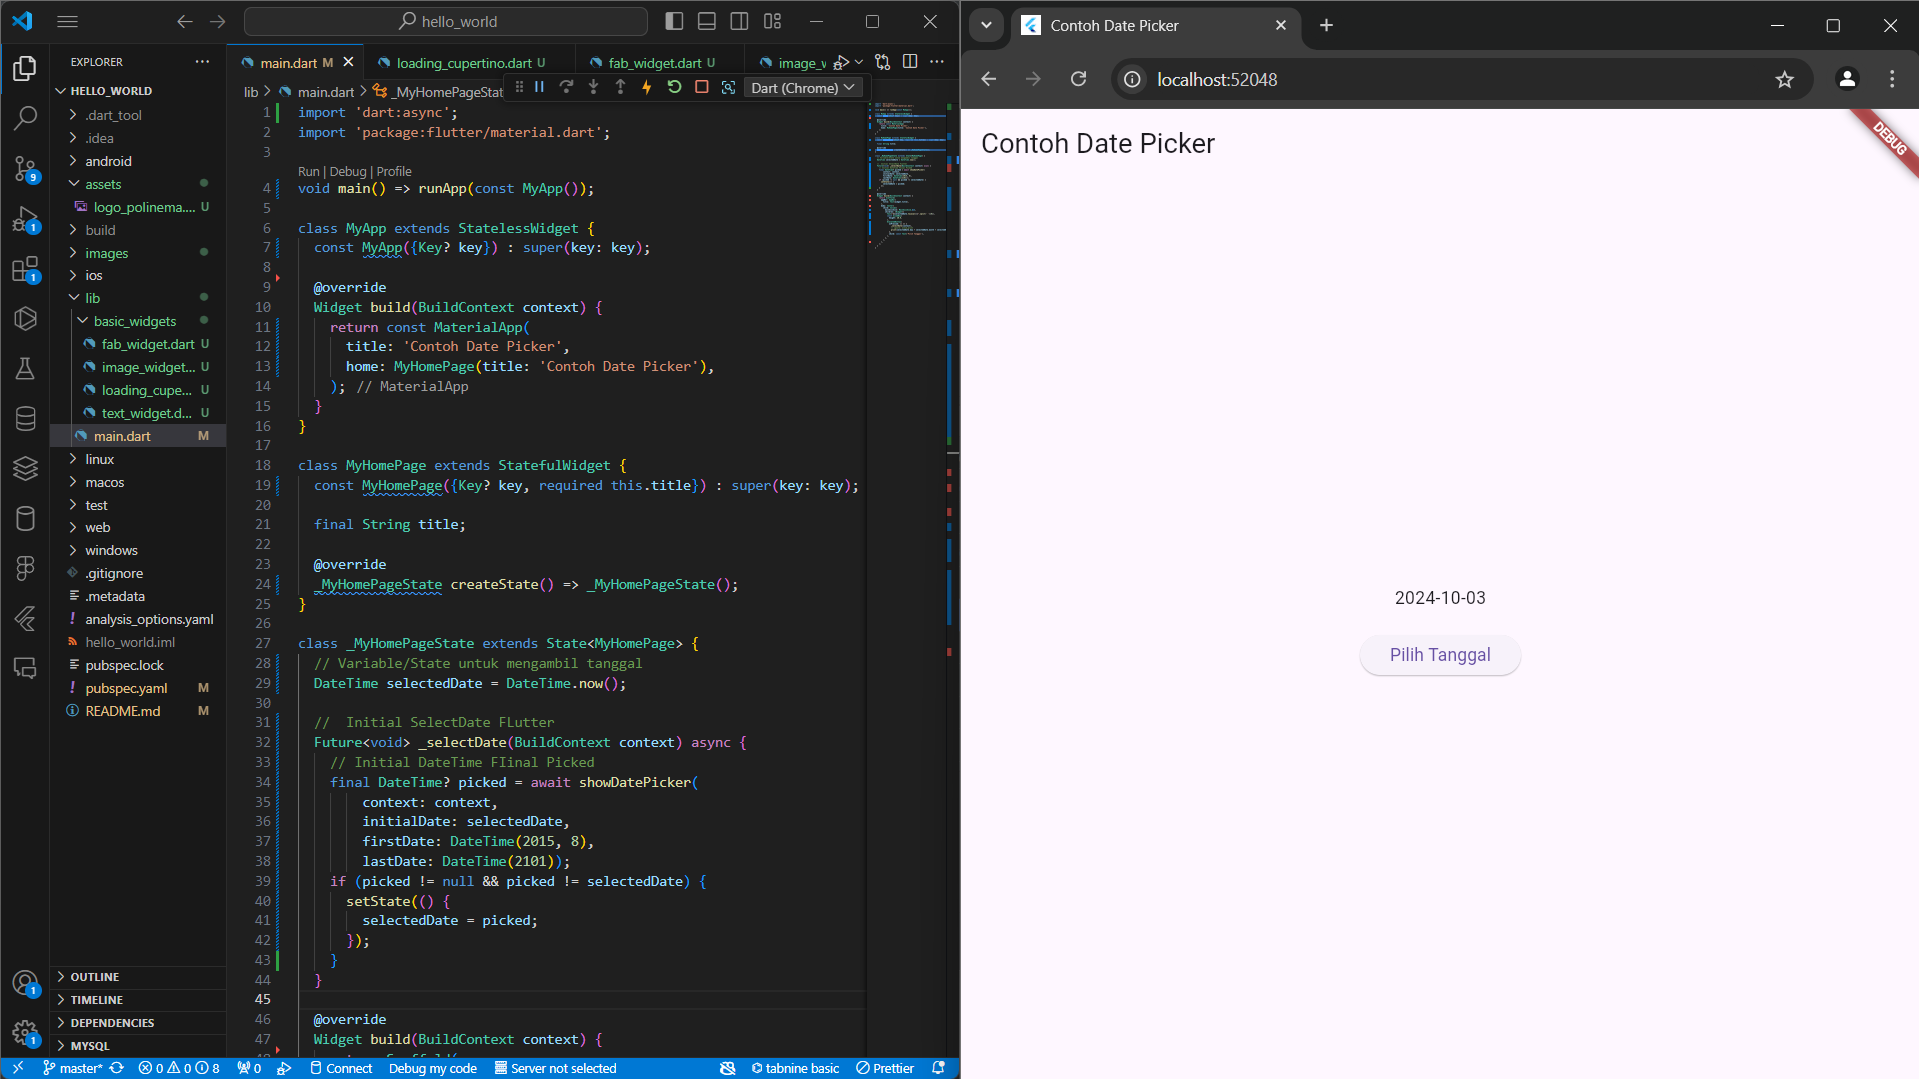 hello_world
EXPLORER
HELLO_WORLD
.dart_tool
.idea
android
assets
logo_polinema.... U
build
images
ios
lib
basic_widgets
fab_widget.dart U
image_widget... U
loading_cupe... U
text_widget.d... U
main.dart M
linux
macos
test
web
windows
.gitignore
.metadata
analysis_options.yaml
hello_world.iml
pubspec.lock
pubspec.yaml M
README.md M
OUTLINE
TIMELINE
DEPENDENCIES
MYSQL
9
1
1
1
1
main.dart M
loading_cupertino.dart U
fab_widget.dart U
image_v
lib > main.dart > _MyHomePageStat
Dart (Chrome)
1 import 'dart:async';
2 import 'package:flutter/material.dart';
3
Run | Debug | Profile
4 void main() => runApp(const MyApp());
5
6 class MyApp extends StatelessWidget {
7 const MyApp({Key? key}) : super(key: key);
8
9 @override
10 Widget build(BuildContext context) {
11 return const MaterialApp(
12 title: 'Contoh Date Picker',
13 home: MyHomePage(title: 'Contoh Date Picker'),
14 ); // MaterialApp
15 }
16 }
17
18 class MyHomePage extends StatefulWidget {
19 const MyHomePage({Key? key, required this.title}) : super(key: key);
20
21 final String title;
22
23 @override
24 _MyHomePageState createState() => _MyHomePageState();
25 }
26
27 class _MyHomePageState extends State<MyHomePage> {
28 // Variable/State untuk mengambil tanggal
29 DateTime selectedDate = DateTime.now();
30
31 //  Initial SelectDate FLutter
32 Future<void> _selectDate(BuildContext context) async {
33 // Initial DateTime FIinal Picked
34 final DateTime? picked = await showDatePicker(
35 context: context,
36 initialDate: selectedDate,
37 firstDate: DateTime(2015, 8),
38 lastDate: DateTime(2101));
39 if (picked != null && picked != selectedDate) {
40 setState(() {
41 selectedDate = picked;
42 });
43 }
44 }
45
46 @override
47 Widget build(BuildContext context) {
master* 0 0 8 0 Connect Debug my code Server not selected tabnine basic Prettier
Contoh Date Picker
localhost:52048
Contoh Date Picker
DEBUG
2024-10-03
Pilih Tanggal